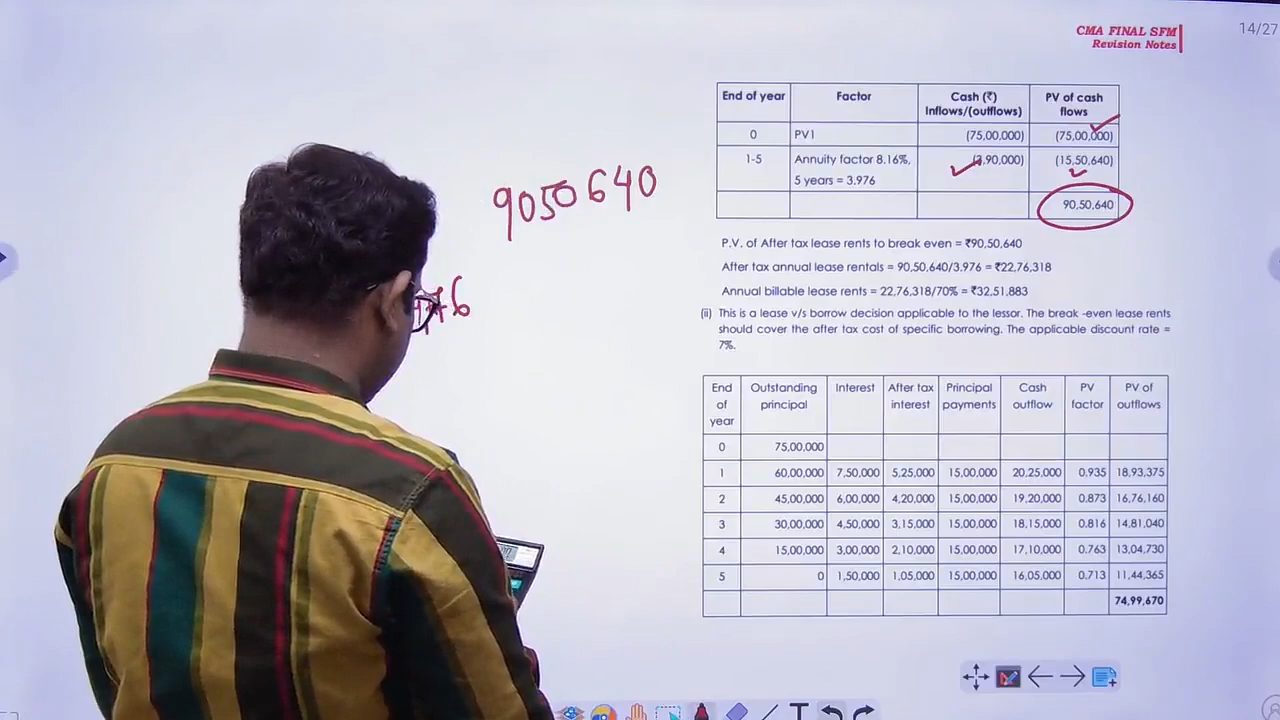 CMA FINAL SFM
Revision Notes
14/27
9050640
6
End of year Factor Cash (₹) Inflows/(outflows) PV of cash flows
0 PV1 (75,00,000) (75,00,000)
1-5 Annuity factor 8.16%, 5 years = 3.976 (3,90,000) (15,50,640)
90,50,640
P.V. of After tax lease rents to break even = ₹90,50,640
After tax annual lease rentals = 90,50,640/3.976 = ₹22,76,318
Annual billable lease rents = 22,76,318/70% = ₹32,51,883
(ii) This is a lease v/s borrow decision applicable to the lessor. The break -even lease rents
should cover the after tax cost of specific borrowing. The applicable discount rate =
7%.
End of year Outstanding principal Interest After tax interest Principal payments Cash outflow PV factor PV of outflows
0 75,00,000
1 60,00,000 7,50,000 5,25,000 15,00,000 20,25,000 0.935 18,93,375
2 45,00,000 6,00,000 4,20,000 15,00,000 19,20,000 0.873 16,76,160
3 30,00,000 4,50,000 3,15,000 15,00,000 18,15,000 0.816 14,81,040
4 15,00,000 3,00,000 2,10,000 15,00,000 17,10,000 0.763 13,04,730
5 0 1,50,000 1,05,000 15,00,000 16,05,000 0.713 11,44,365
74,99,670